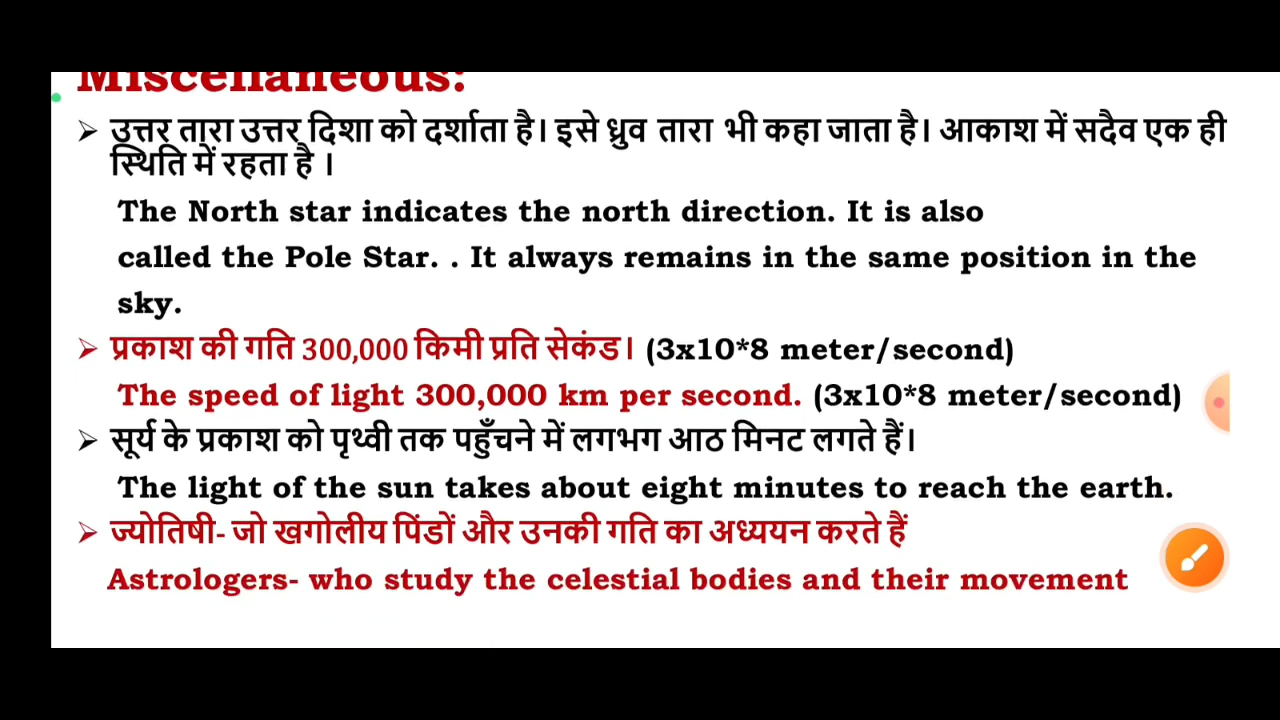 Miscellaneous:
➢ उत्तर तारा उत्तर दिशा को दर्शाता है। इसे ध्रुव तारा भी कहा जाता है। आकाश में सदैव एक ही
स्थिति में रहता है ।
The North star indicates the north direction. It is also
called the Pole Star. . It always remains in the same position in the
sky.
➢ प्रकाश की गति 300,000 किमी प्रति सेकंड। (3x10*8 meter/second)
The speed of light 300,000 km per second. (3x10*8 meter/second)
➢ सूर्य के प्रकाश को पृथ्वी तक पहुँचने में लगभग आठ मिनट लगते हैं।
The light of the sun takes about eight minutes to reach the earth.
➢ ज्योतिषी- जो खगोलीय पिंडों और उनकी गति का अध्ययन करते हैं
Astrologers- who study the celestial bodies and their movement